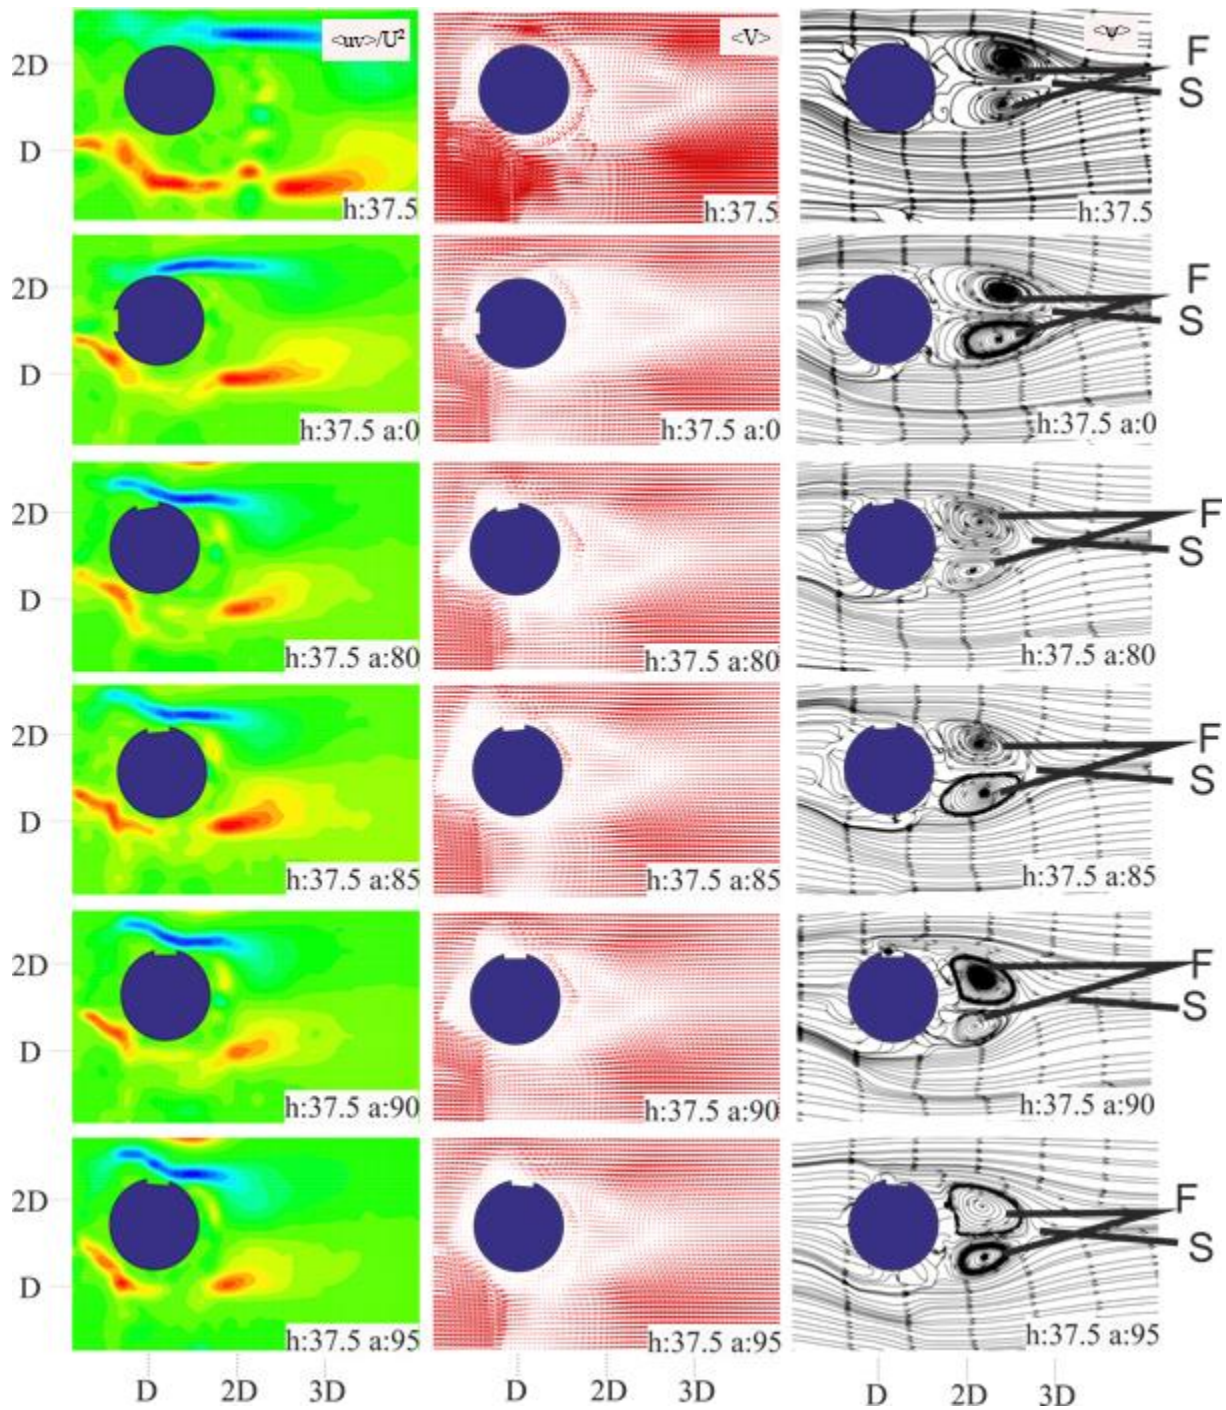 <uv>/U² <V> <ψ>
2D F
D S
h:37.5 h:37.5 h:37.5
2D F
D S
h:37.5 a:0 h:37.5 a:0 h:37.5 a:0
2D F
D S
h:37.5 a:80 h:37.5 a:80 h:37.5 a:80
2D F
D S
h:37.5 a:85 h:37.5 a:85 h:37.5 a:85
2D F
D S
h:37.5 a:90 h:37.5 a:90 h:37.5 a:90
2D F
D S
h:37.5 a:95 h:37.5 a:95 h:37.5 a:95
D 2D 3D D 2D 3D D 2D 3D